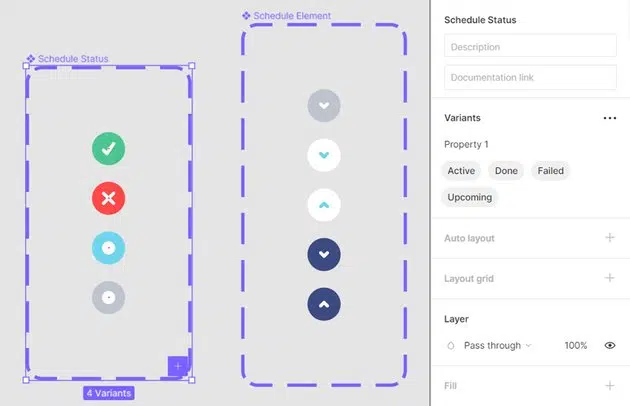 Schedule Status
Schedule Element
4 Variants
Schedule Status
Description
Documentation link
Variants
Property 1
Active Done Failed
Upcoming
Auto layout
Layout grid
Layer
Pass through 100%
Fill